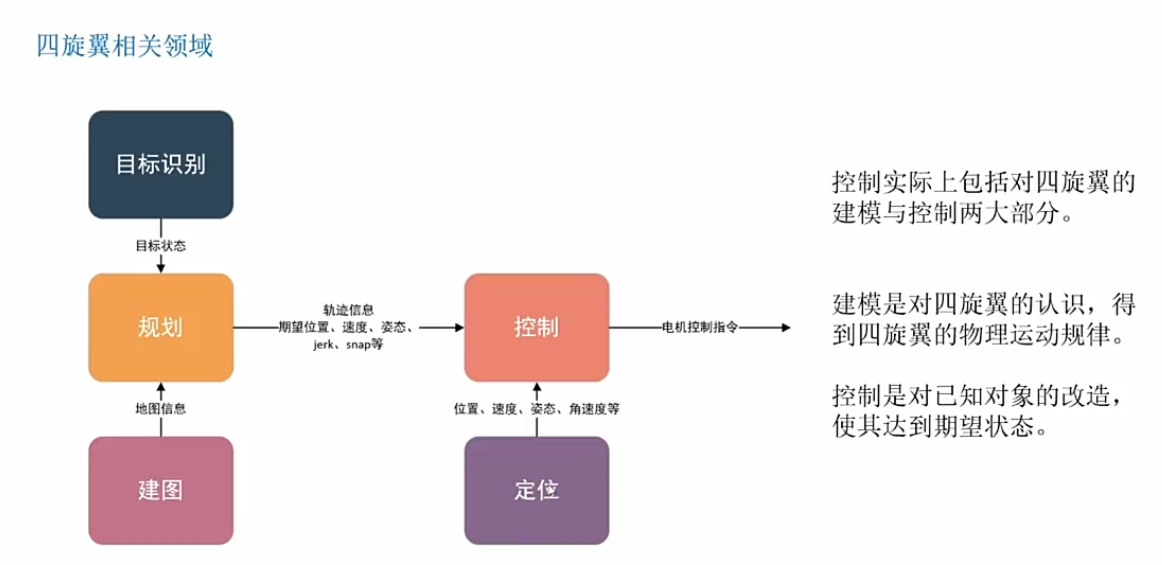 四旋翼相关领域
目标识别
目标状态
规划
轨迹信息
期望位置、速度、姿态、
jerk、snap等
控制
电机控制指令
地图信息
位置、速度、姿态、角速度等
建图
定位
控制实际上包括对四旋翼的
建模与控制两大部分。
建模是对四旋翼的认识，得
到四旋翼的物理运动规律。
控制是对已知对象的改造，
使其达到期望状态。